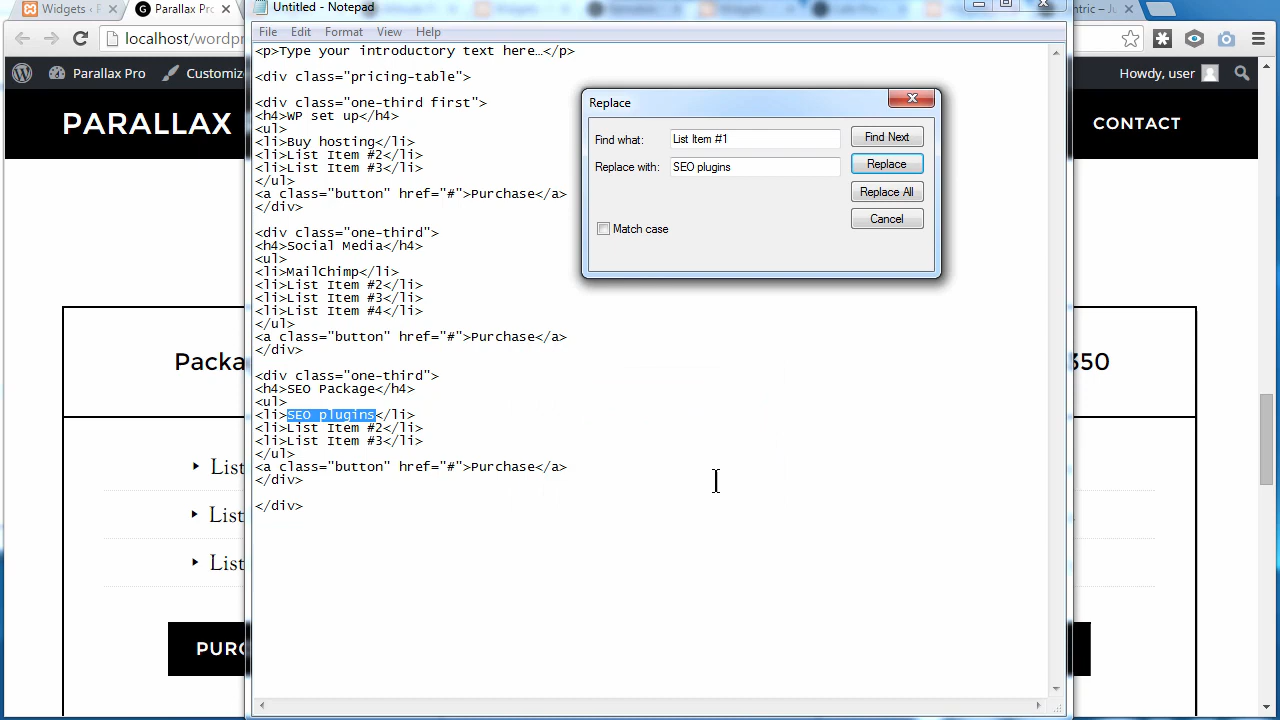 Widgets ‹
Parallax Pro
Untitled - Notepad
localhost/wordpr
Parallax Pro
Customiz
Howdy, user
PARALLAX
CONTACT
File Edit Format View Help
<p>Type your introductory text here…</p>
<div class="pricing-table">
<div class="one-third first">
<h4>WP set up</h4>
<ul>
<li>Buy hosting</li>
<li>List Item #2</li>
<li>List Item #3</li>
</ul>
<a class="button" href="#">Purchase</a>
</div>
<div class="one-third">
<h4>Social Media</h4>
<ul>
<li>MailChimp</li>
<li>List Item #2</li>
<li>List Item #3</li>
<li>List Item #4</li>
</ul>
<a class="button" href="#">Purchase</a>
</div>
<div class="one-third">
<h4>SEO Package</h4>
<ul>
<li>SEO plugins</li>
<li>List Item #2</li>
<li>List Item #3</li>
</ul>
<a class="button" href="#">Purchase</a>
</div>
</div>
Replace
Find what: List Item #1 Find Next
Replace with: SEO plugins Replace
Replace All
Match case Cancel
Packa
350
List
List
List
PURC